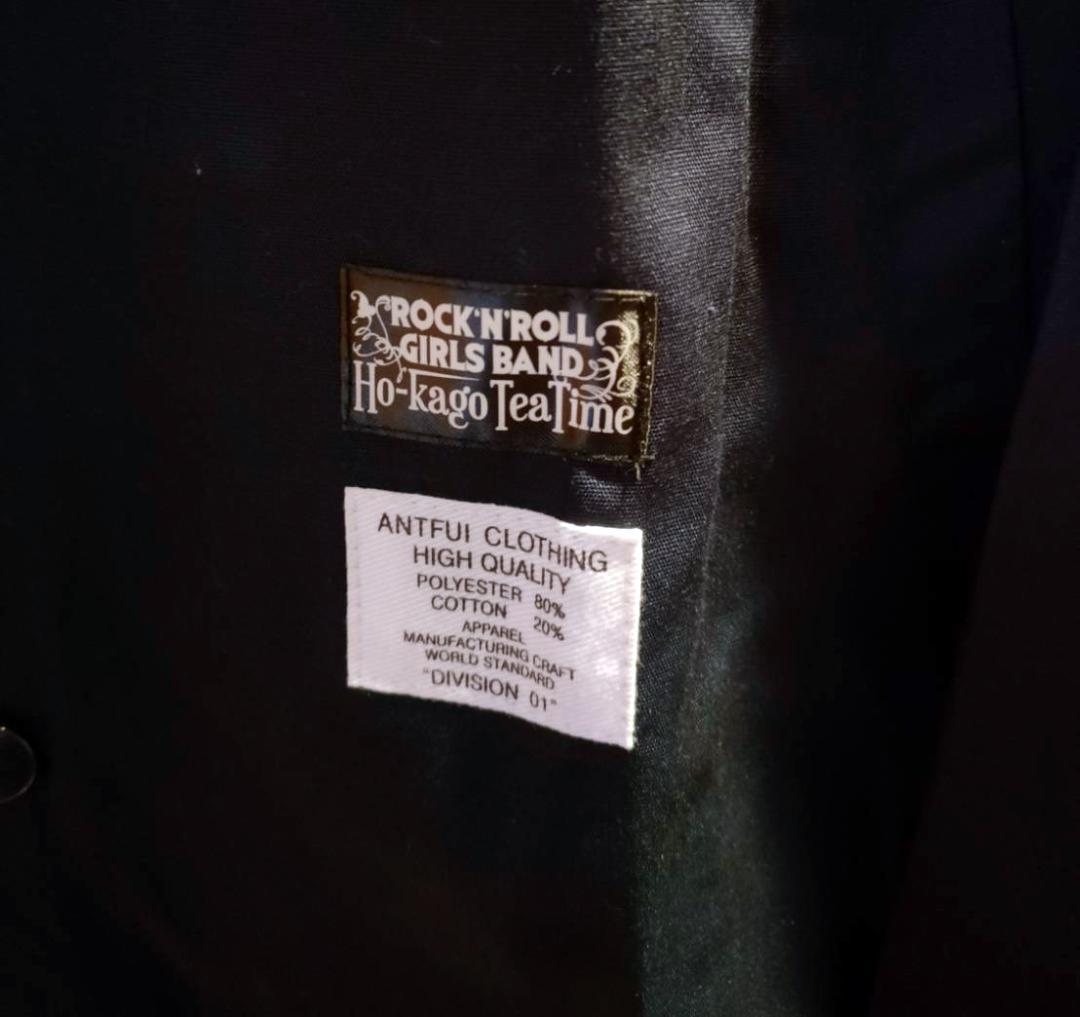 ROCK'N'ROLL
GIRLS BAND
Ho-kago TeaTime
ANTFUI CLOTHING
HIGH QUALITY
POLYESTER 80%
COTTON 20%
APPAREL
MANUFACTURING CRAFT
WORLD STANDARD
"DIVISION 01"